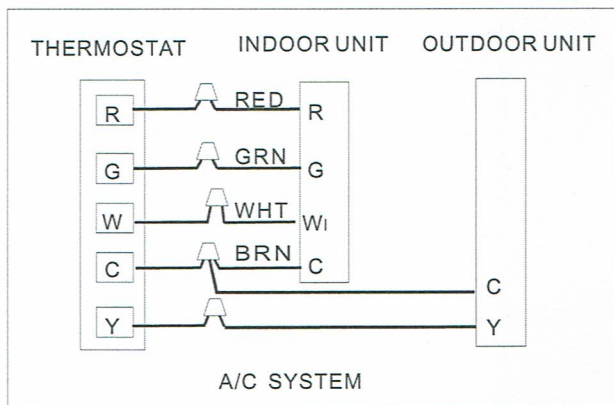 THERMOSTAT INDOOR UNIT OUTDOOR UNIT
R RED R
G GRN G
W WHT W1
C BRN C
C
Y Y
A/C SYSTEM